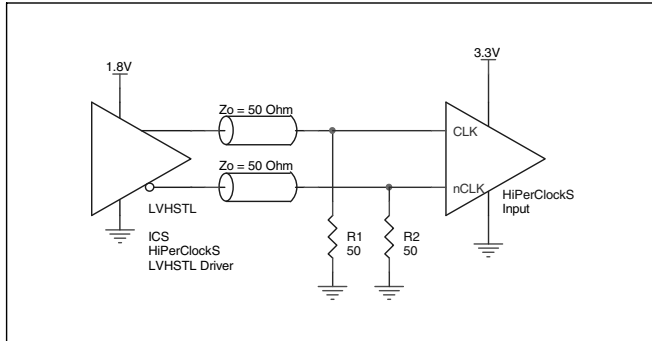 1.8V
3.3V
Zo = 50 Ohm
CLK
Zo = 50 Ohm
nCLK
HiPerClockS
Input
LVHSTL
ICS
HiPerClockS
LVHSTL Driver
R1
50
R2
50